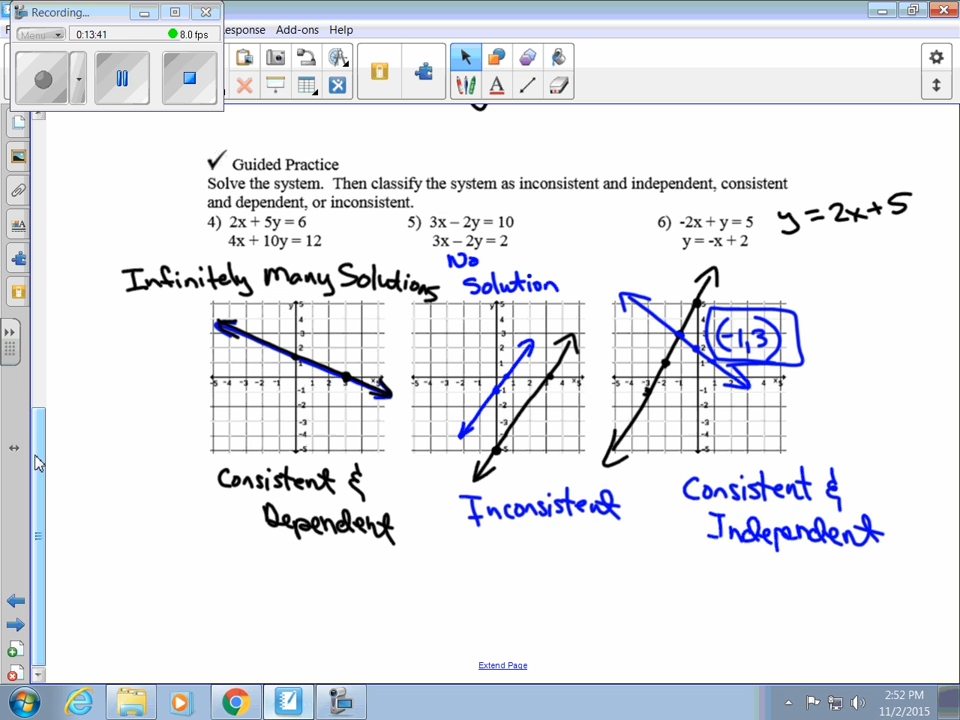 Recording...
Menu
0:13:41
8.0 fps
esponse Add-ons Help
Guided Practice
Solve the system. Then classify the system as inconsistent and independent, consistent
and dependent, or inconsistent.
4) 2x + 5y = 6
4x + 10y = 12
5) 3x – 2y = 10
3x – 2y = 2
6) -2x + y = 5
y = -x + 2
y = 2x + 5
Infinitely Many Solutions
No
Solution
(-1,3)
Consistent &
Dependent
Inconsistent
Consistent &
Independent
Extend Page
2:52 PM
11/2/2015